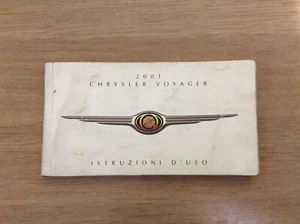 2001
CHRYSLER VOYAGER
ISTRUZIONI D'USO